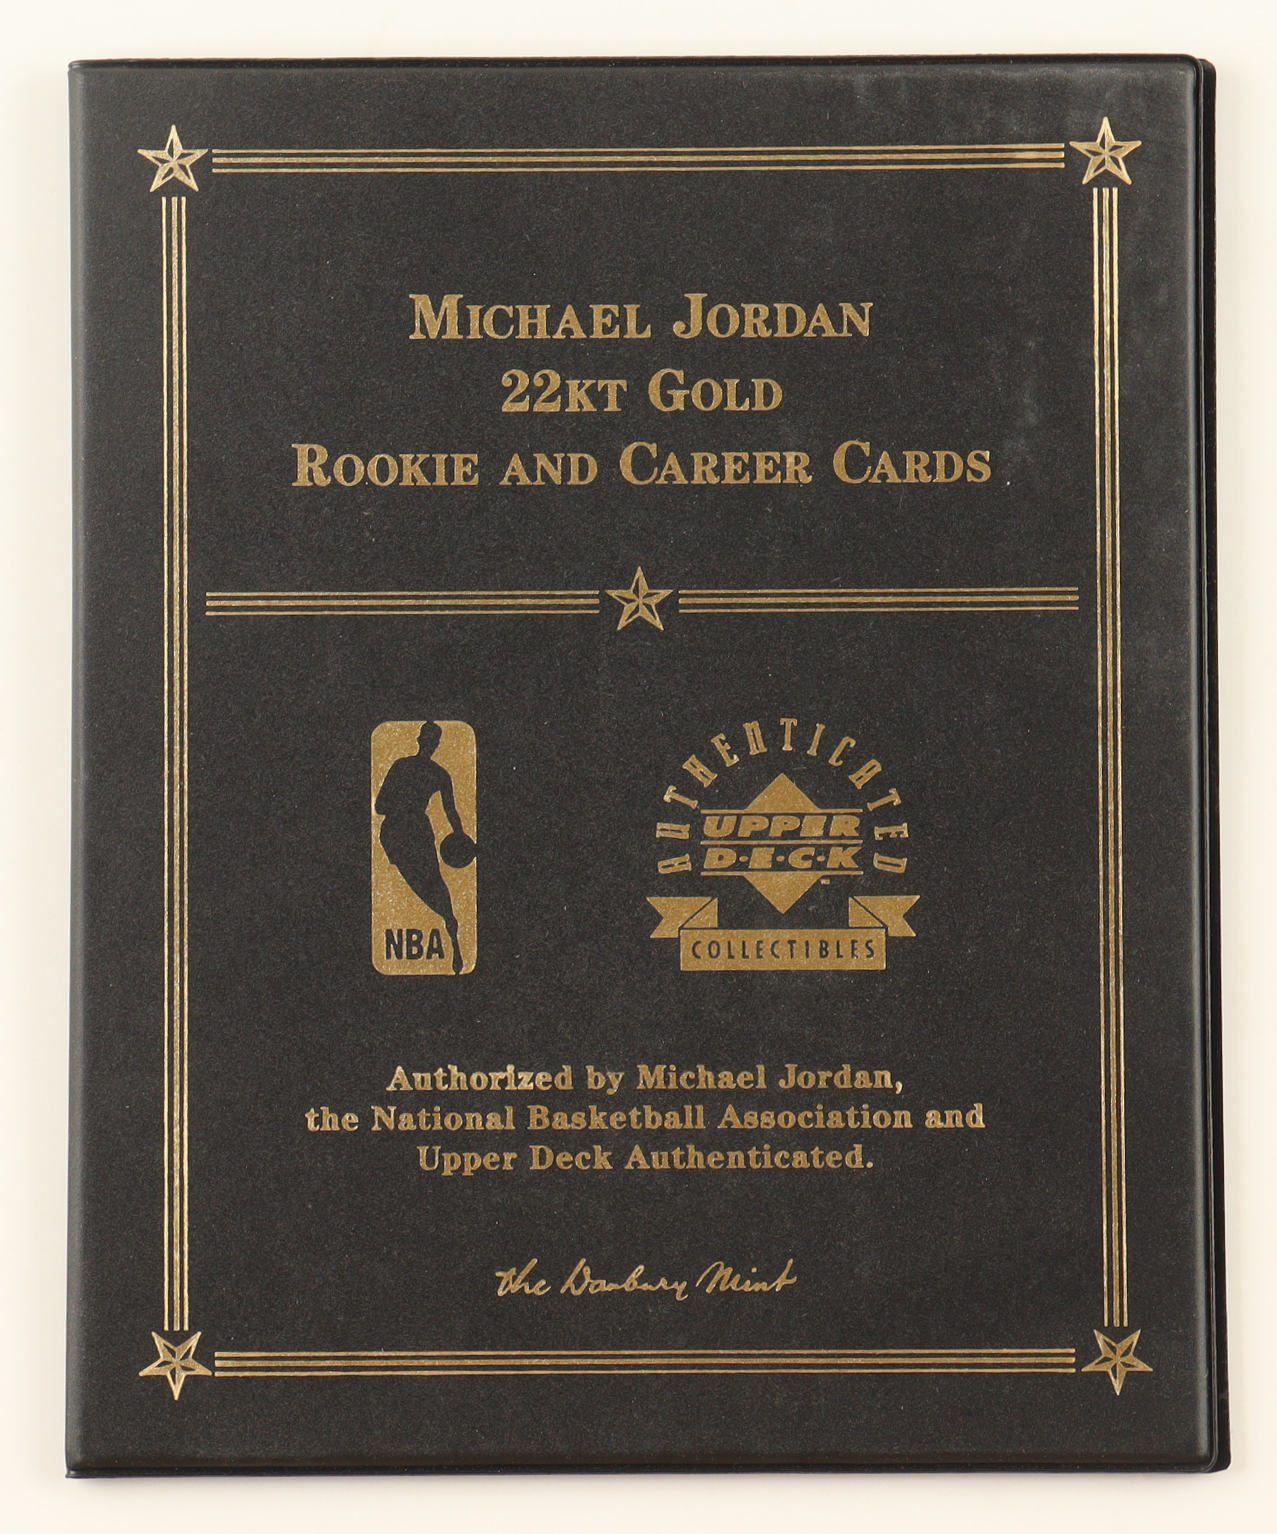 Michael Jordan
22kt Gold
Rookie and Career Cards
NBA
AUTHENTICATED
UPPER
D·E·C·K
™
COLLECTIBLES
Authorized by Michael Jordan,
the National Basketball Association and
Upper Deck Authenticated.
the Danbury Mint